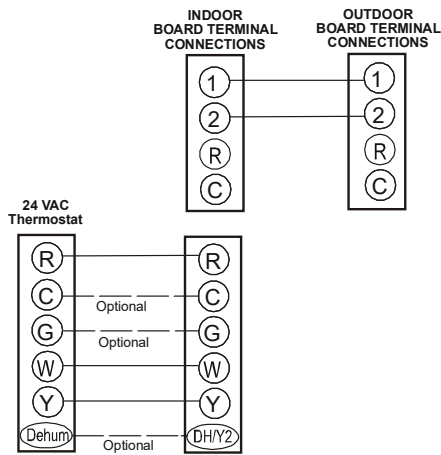 INDOOR
BOARD TERMINAL
CONNECTIONS
OUTDOOR
BOARD TERMINAL
CONNECTIONS
1 1
2 2
R R
C C
24 VAC
Thermostat
R R
C Optional C
G Optional G
W W
Y Y
Dehum Optional DH/Y2